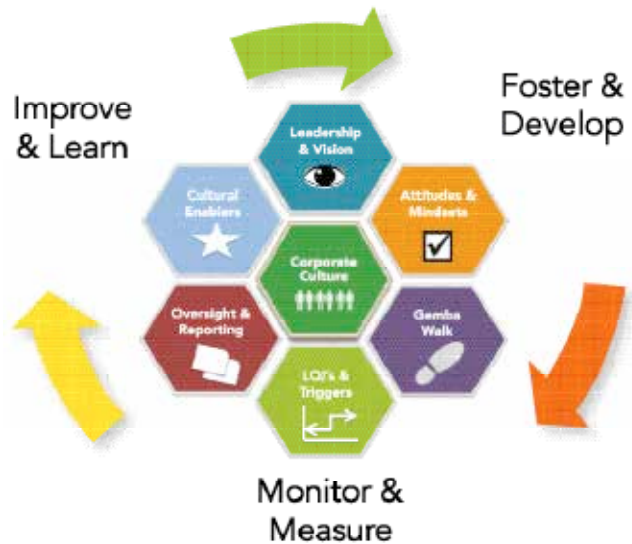 Improve
& Learn
Foster &
Develop
Leadership
& Vision
Cultural
Enablers
Attitudes &
Mindsets
Corporate
Culture
Oversight &
Reporting
Gemba
Walk
LQI's &
Triggers
Monitor &
Measure